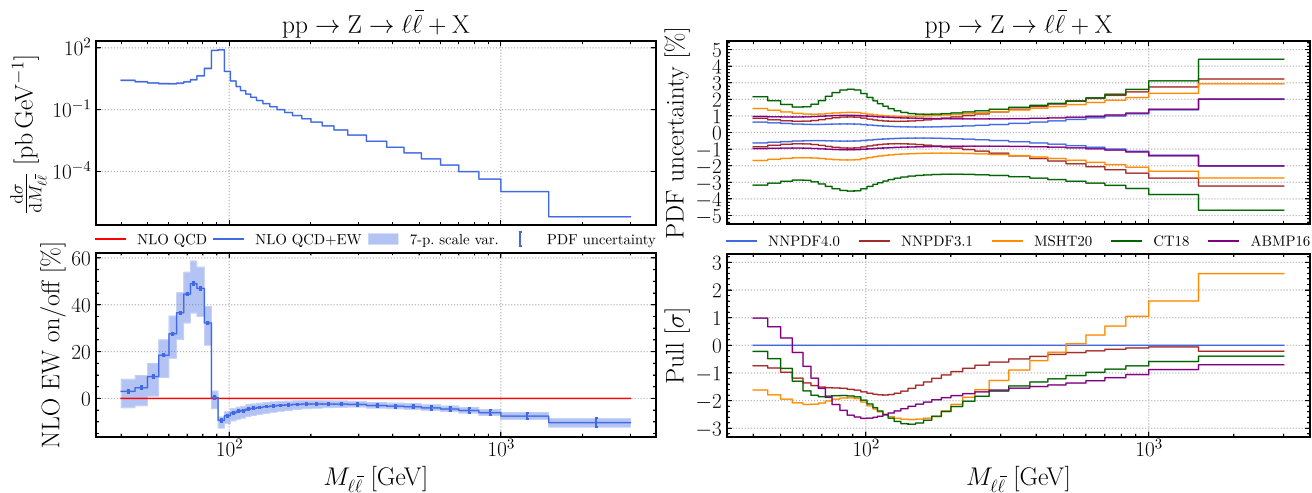 pp → Z → ℓℓ̄ + X
10²
10⁻¹
10⁻⁴
dσ/dM_ℓℓ̄ [pb GeV⁻¹]
NLO QCD NLO QCD+EW 7-p. scale var. PDF uncertainty
60
40
20
0
NLO EW on/off [%]
10² 10³
M_ℓℓ̄ [GeV]
pp → Z → ℓℓ̄ + X
5
4
3
2
1
0
−1
−2
−3
−4
−5
PDF uncertainty [%]
NNPDF4.0 NNPDF3.1 MSHT20 CT18 ABMP16
3
2
1
0
−1
−2
−3
Pull [σ]
10² 10³
M_ℓℓ̄ [GeV]